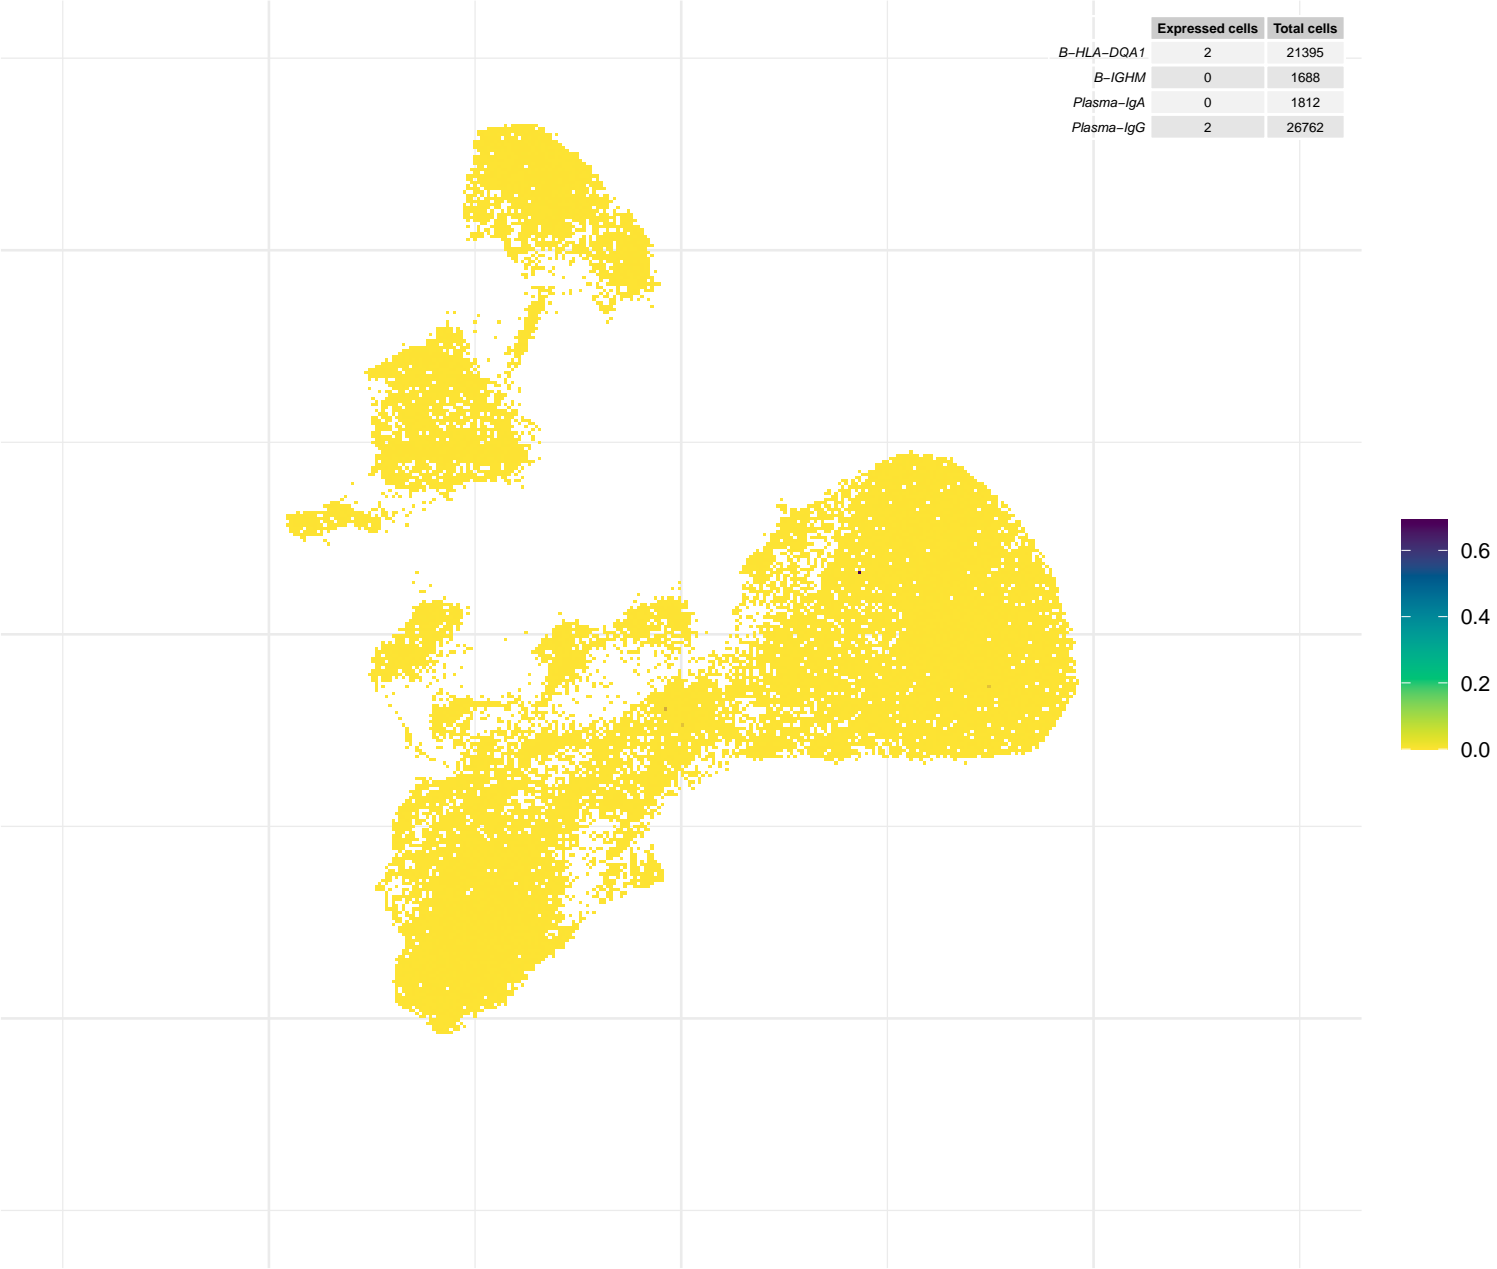 Expressed cells Total cells
B−HLA−DQA1 2 21395
B−IGHM 0 1688
Plasma−IgA 0 1812
Plasma−IgG 2 26762
0.6
0.4
0.2
0.0